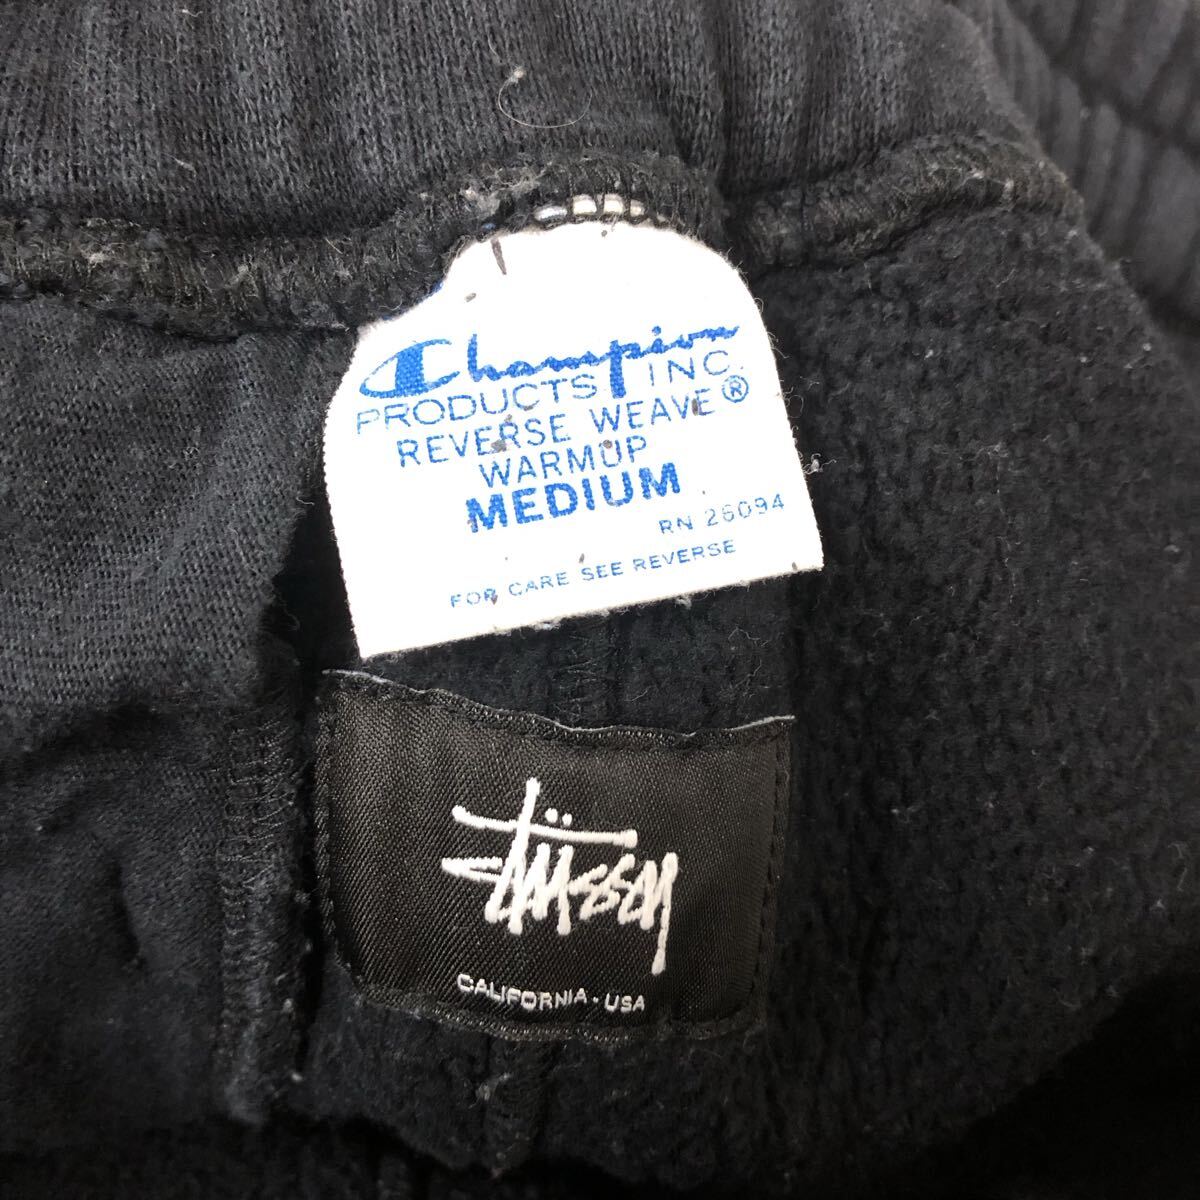 Champion
PRODUCTS INC.
REVERSE WEAVE®
WARMUP
MEDIUM
RN 26094
FOR CARE SEE REVERSE
Stüssy
CALIFORNIA · USA